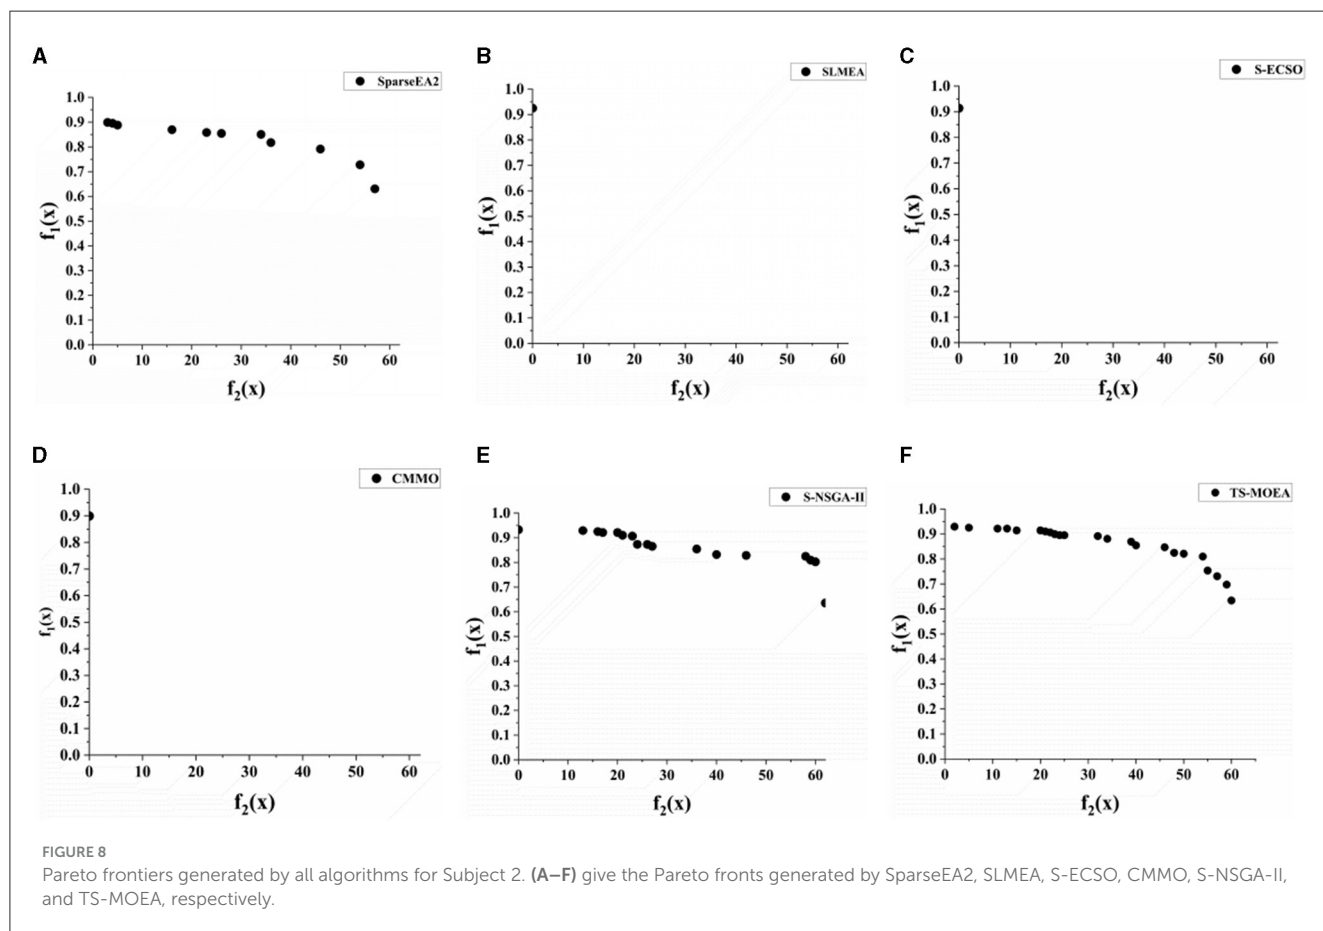 A
SparseEA2
1.0
0.9
0.8
0.7
0.6
0.5
0.4
0.3
0.2
0.1
0.0
f1(x)
0 10 20 30 40 50 60
f2(x)
B
SLMEA
1.0
0.9
0.8
0.7
0.6
0.5
0.4
0.3
0.2
0.1
0.0
f1(x)
0 10 20 30 40 50 60
f2(x)
C
S-ECSO
1.0
0.9
0.8
0.7
0.6
0.5
0.4
0.3
0.2
0.1
0.0
f1(x)
0 10 20 30 40 50 60
f2(x)
D
CMMO
1.0
0.9
0.8
0.7
0.6
0.5
0.4
0.3
0.2
0.1
0.0
f1(x)
0 10 20 30 40 50 60
f2(x)
E
S-NSGA-II
1.0
0.9
0.8
0.7
0.6
0.5
0.4
0.3
0.2
0.1
0.0
f1(x)
0 10 20 30 40 50 60
f2(x)
F
TS-MOEA
1.0
0.9
0.8
0.7
0.6
0.5
0.4
0.3
0.2
0.1
0.0
f1(x)
0 10 20 30 40 50 60
f2(x)
FIGURE 8
Pareto frontiers generated by all algorithms for Subject 2. (A–F) give the Pareto fronts generated by SparseEA2, SLMEA, S-ECSO, CMMO, S-NSGA-II,
and TS-MOEA, respectively.